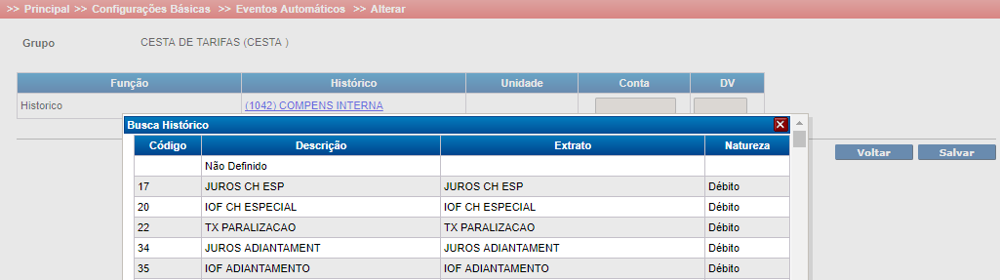 >> Principal >> Configurações Básicas >> Eventos Automáticos >> Alterar
Grupo CESTA DE TARIFAS (CESTA )
Função Histórico Unidade Conta DV
Historico (1042) COMPENS INTERNA
Busca Histórico X
Código Descrição Extrato Natureza
Voltar Salvar
Não Definido
17 JUROS CH ESP JUROS CH ESP Débito
20 IOF CH ESPECIAL IOF CH ESPECIAL Débito
22 TX PARALIZACAO TX PARALIZACAO Débito
34 JUROS ADIANTAMENT JUROS ADIANTAMENT Débito
35 IOF ADIANTAMENTO IOF ADIANTAMENTO Débito